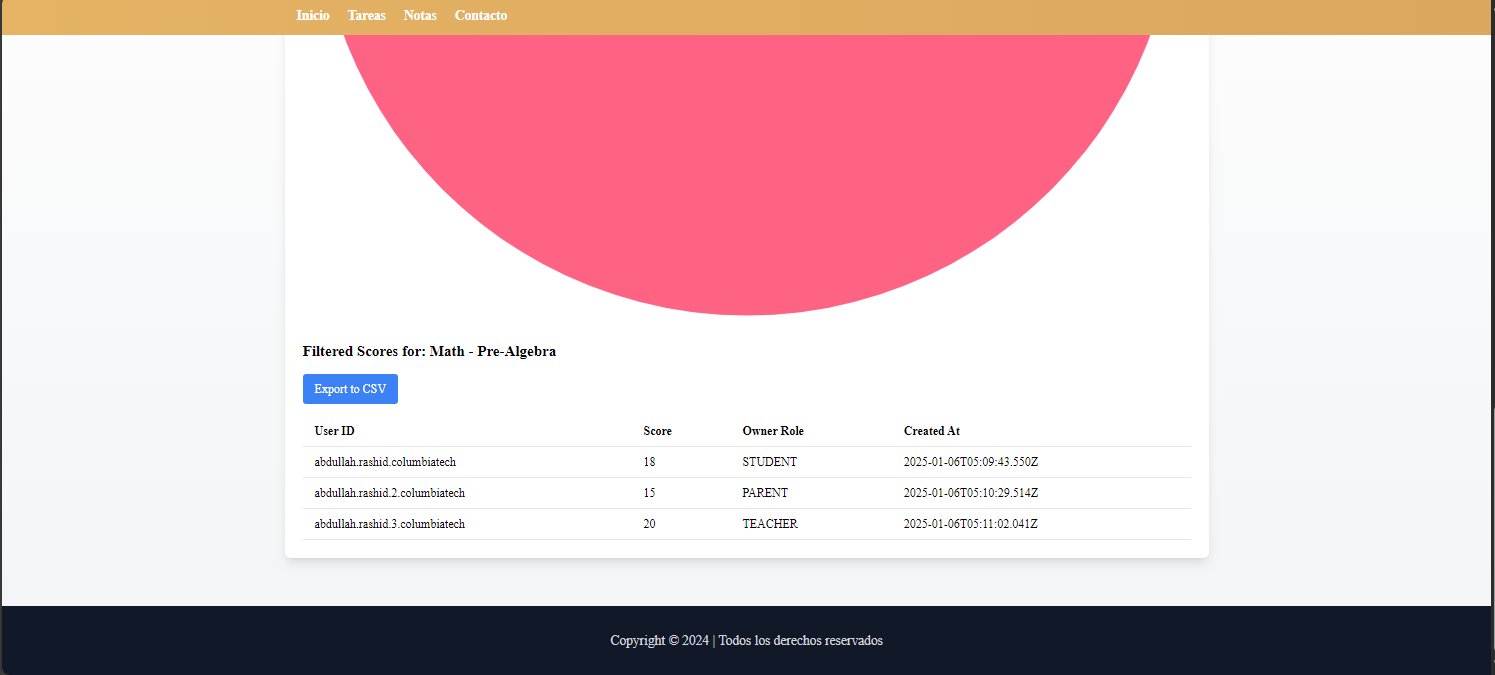 Inicio Tareas Notas Contacto
Filtered Scores for: Math - Pre-Algebra
Export to CSV
User ID Score Owner Role Created At
abdullah.rashid.columbiatech 18 STUDENT 2025-01-06T05:09:43.550Z
abdullah.rashid.2.columbiatech 15 PARENT 2025-01-06T05:10:29.514Z
abdullah.rashid.3.columbiatech 20 TEACHER 2025-01-06T05:11:02.041Z
Copyright © 2024 | Todos los derechos reservados